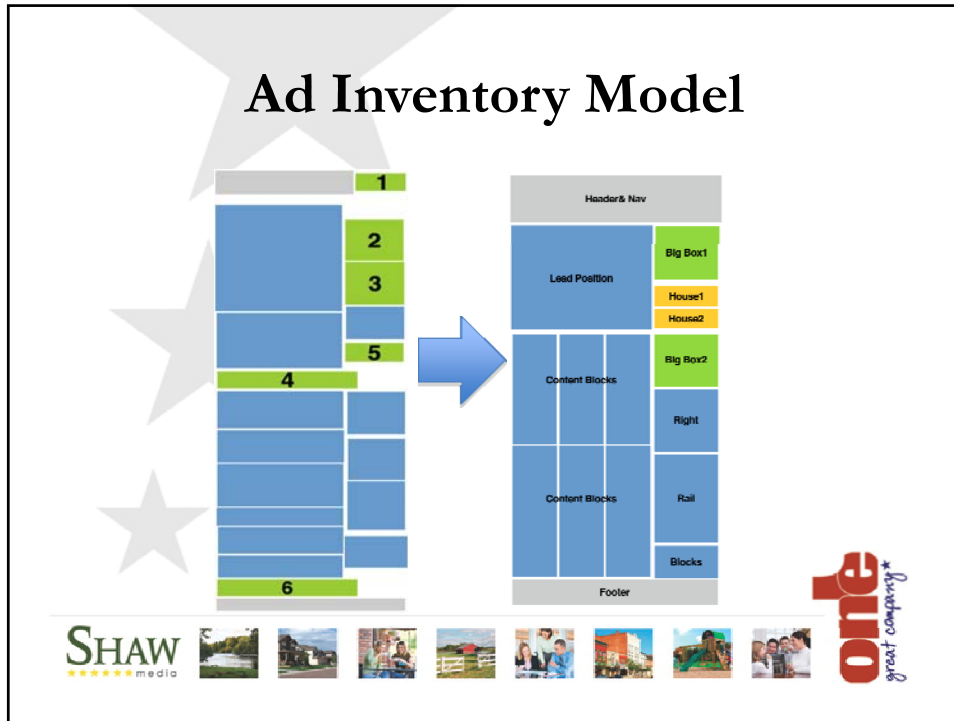 Ad Inventory Model
1
2
3
5
4
6
Header& Nav
Lead Position
Big Box1
House1
House2
Big Box2
Content Blocks
Right
Content Blocks
Rail
Blocks
Footer
SHAW
media
one
great company